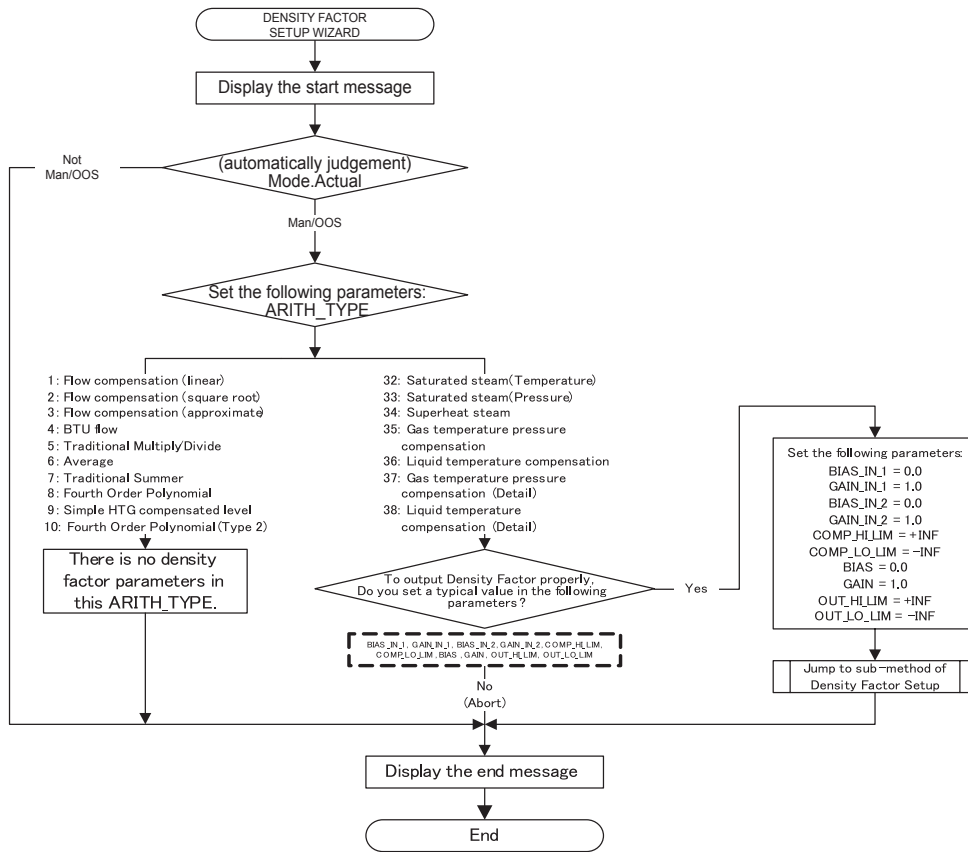 DENSITY FACTOR
SETUP WIZARD
Display the start message
(automatically judgement)
Mode.Actual
Not
Man/OOS
Man/OOS
Set the following parameters:
ARITH_TYPE
1: Flow compensation (linear)
2: Flow compensation (square root)
3: Flow compensation (approximate)
4: BTU flow
5: Traditional Multiply/Divide
6: Average
7: Traditional Summer
8: Fourth Order Polynomial
9: Simple HTG compensated level
10: Fourth Order Polynomial (Type 2)
There is no density
factor parameters in
this ARITH_TYPE.
32: Saturated steam(Temperature)
33: Saturated steam(Pressure)
34: Superheat steam
35: Gas temperature pressure
compensation
36: Liquid temperature compensation
37: Gas temperature pressure
compensation (Detail)
38: Liquid temperature
compensation (Detail)
To output Density Factor properly,
Do you set a typical value in the following
parameters?
BIAS_IN_1, GAIN_IN_1, BIAS_IN_2, GAIN_IN_2, COMP_HI_LIM,
COMP_LO_LIM, BIAS, GAIN, OUT_HI_LIM, OUT_LO_LIM
Yes
No
(Abort)
Set the following parameters:
BIAS_IN_1 = 0.0
GAIN_IN_1 = 1.0
BIAS_IN_2 = 0.0
GAIN_IN_2 = 1.0
COMP_HI_LIM = +INF
COMP_LO_LIM = -INF
BIAS = 0.0
GAIN = 1.0
OUT_HI_LIM = +INF
OUT_LO_LIM = -INF
Jump to sub-method of
Density Factor Setup
Display the end message
End